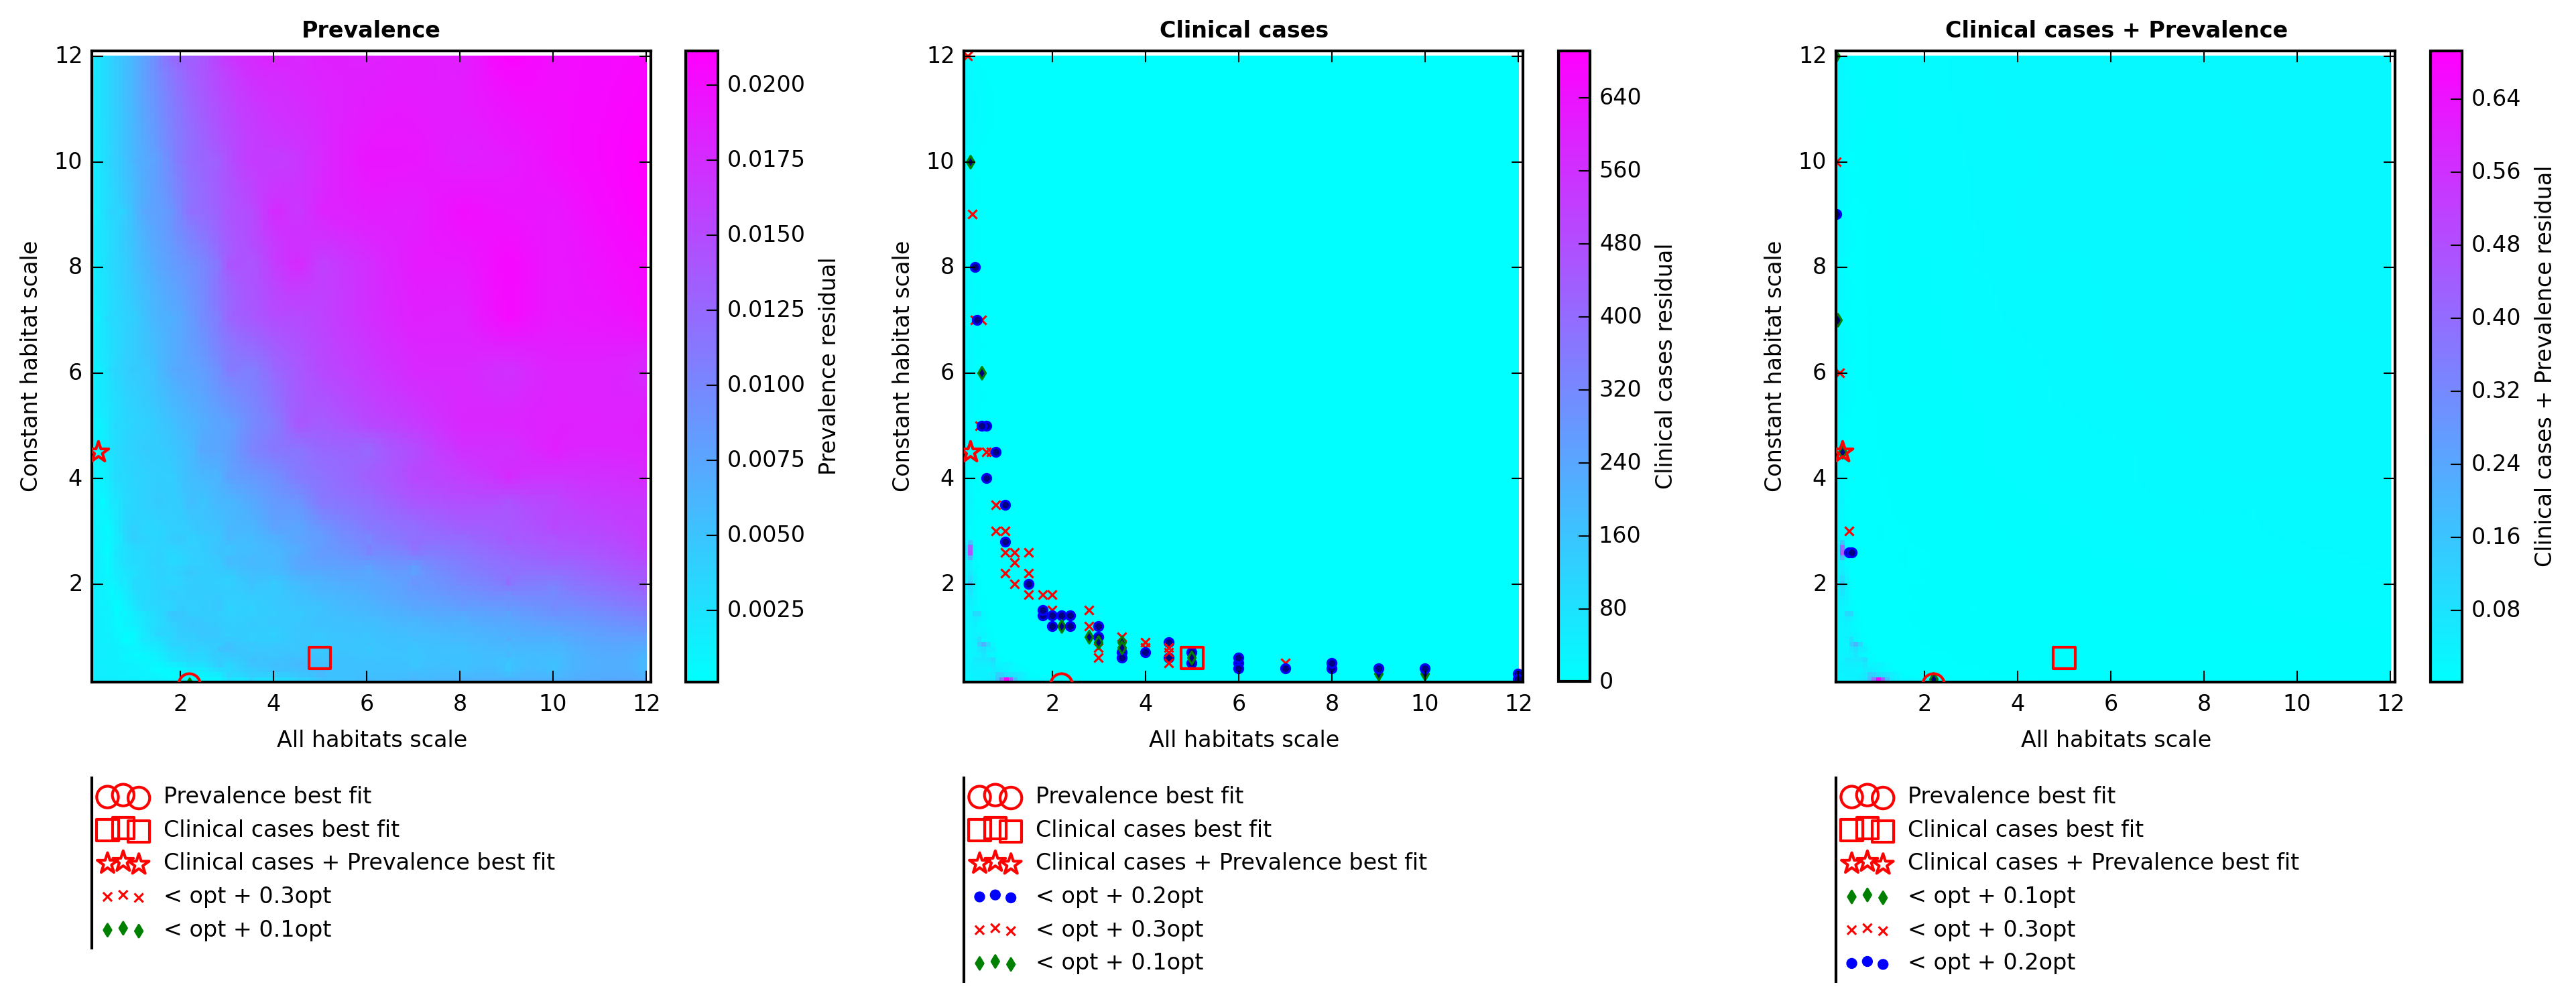 Prevalence
12
10
8
6
4
2
Constant habitat scale
2 4 6 8 10 12
All habitats scale
0.0200
0.0175
0.0150
0.0125
0.0100
0.0075
0.0050
0.0025
Prevalence residual
Prevalence best fit
Clinical cases best fit
Clinical cases + Prevalence best fit
< opt + 0.3opt
< opt + 0.1opt
Clinical cases
12
10
8
6
4
2
Constant habitat scale
2 4 6 8 10 12
All habitats scale
640
560
480
400
320
240
160
80
0
Clinical cases residual
Prevalence best fit
Clinical cases best fit
Clinical cases + Prevalence best fit
< opt + 0.2opt
< opt + 0.3opt
< opt + 0.1opt
Clinical cases + Prevalence
12
10
8
6
4
2
Constant habitat scale
2 4 6 8 10 12
All habitats scale
0.64
0.56
0.48
0.40
0.32
0.24
0.16
0.08
Clinical cases + Prevalence residual
Prevalence best fit
Clinical cases best fit
Clinical cases + Prevalence best fit
< opt + 0.1opt
< opt + 0.3opt
< opt + 0.2opt